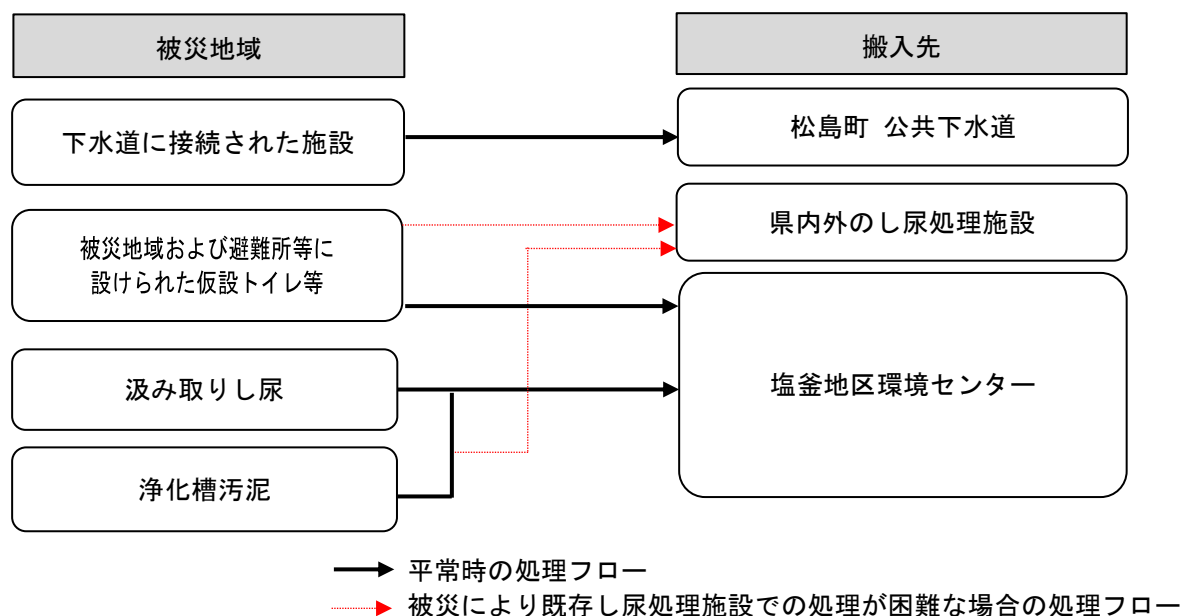 被災地域
搬入先
下水道に接続された施設
松島町 公共下水道
被災地域および避難所等に
設けられた仮設トイレ等
県内外のし尿処理施設
汲み取りし尿
塩釜地区環境センター
浄化槽汚泥
平常時の処理フロー
被災により既存し尿処理施設での処理が困難な場合の処理フロー